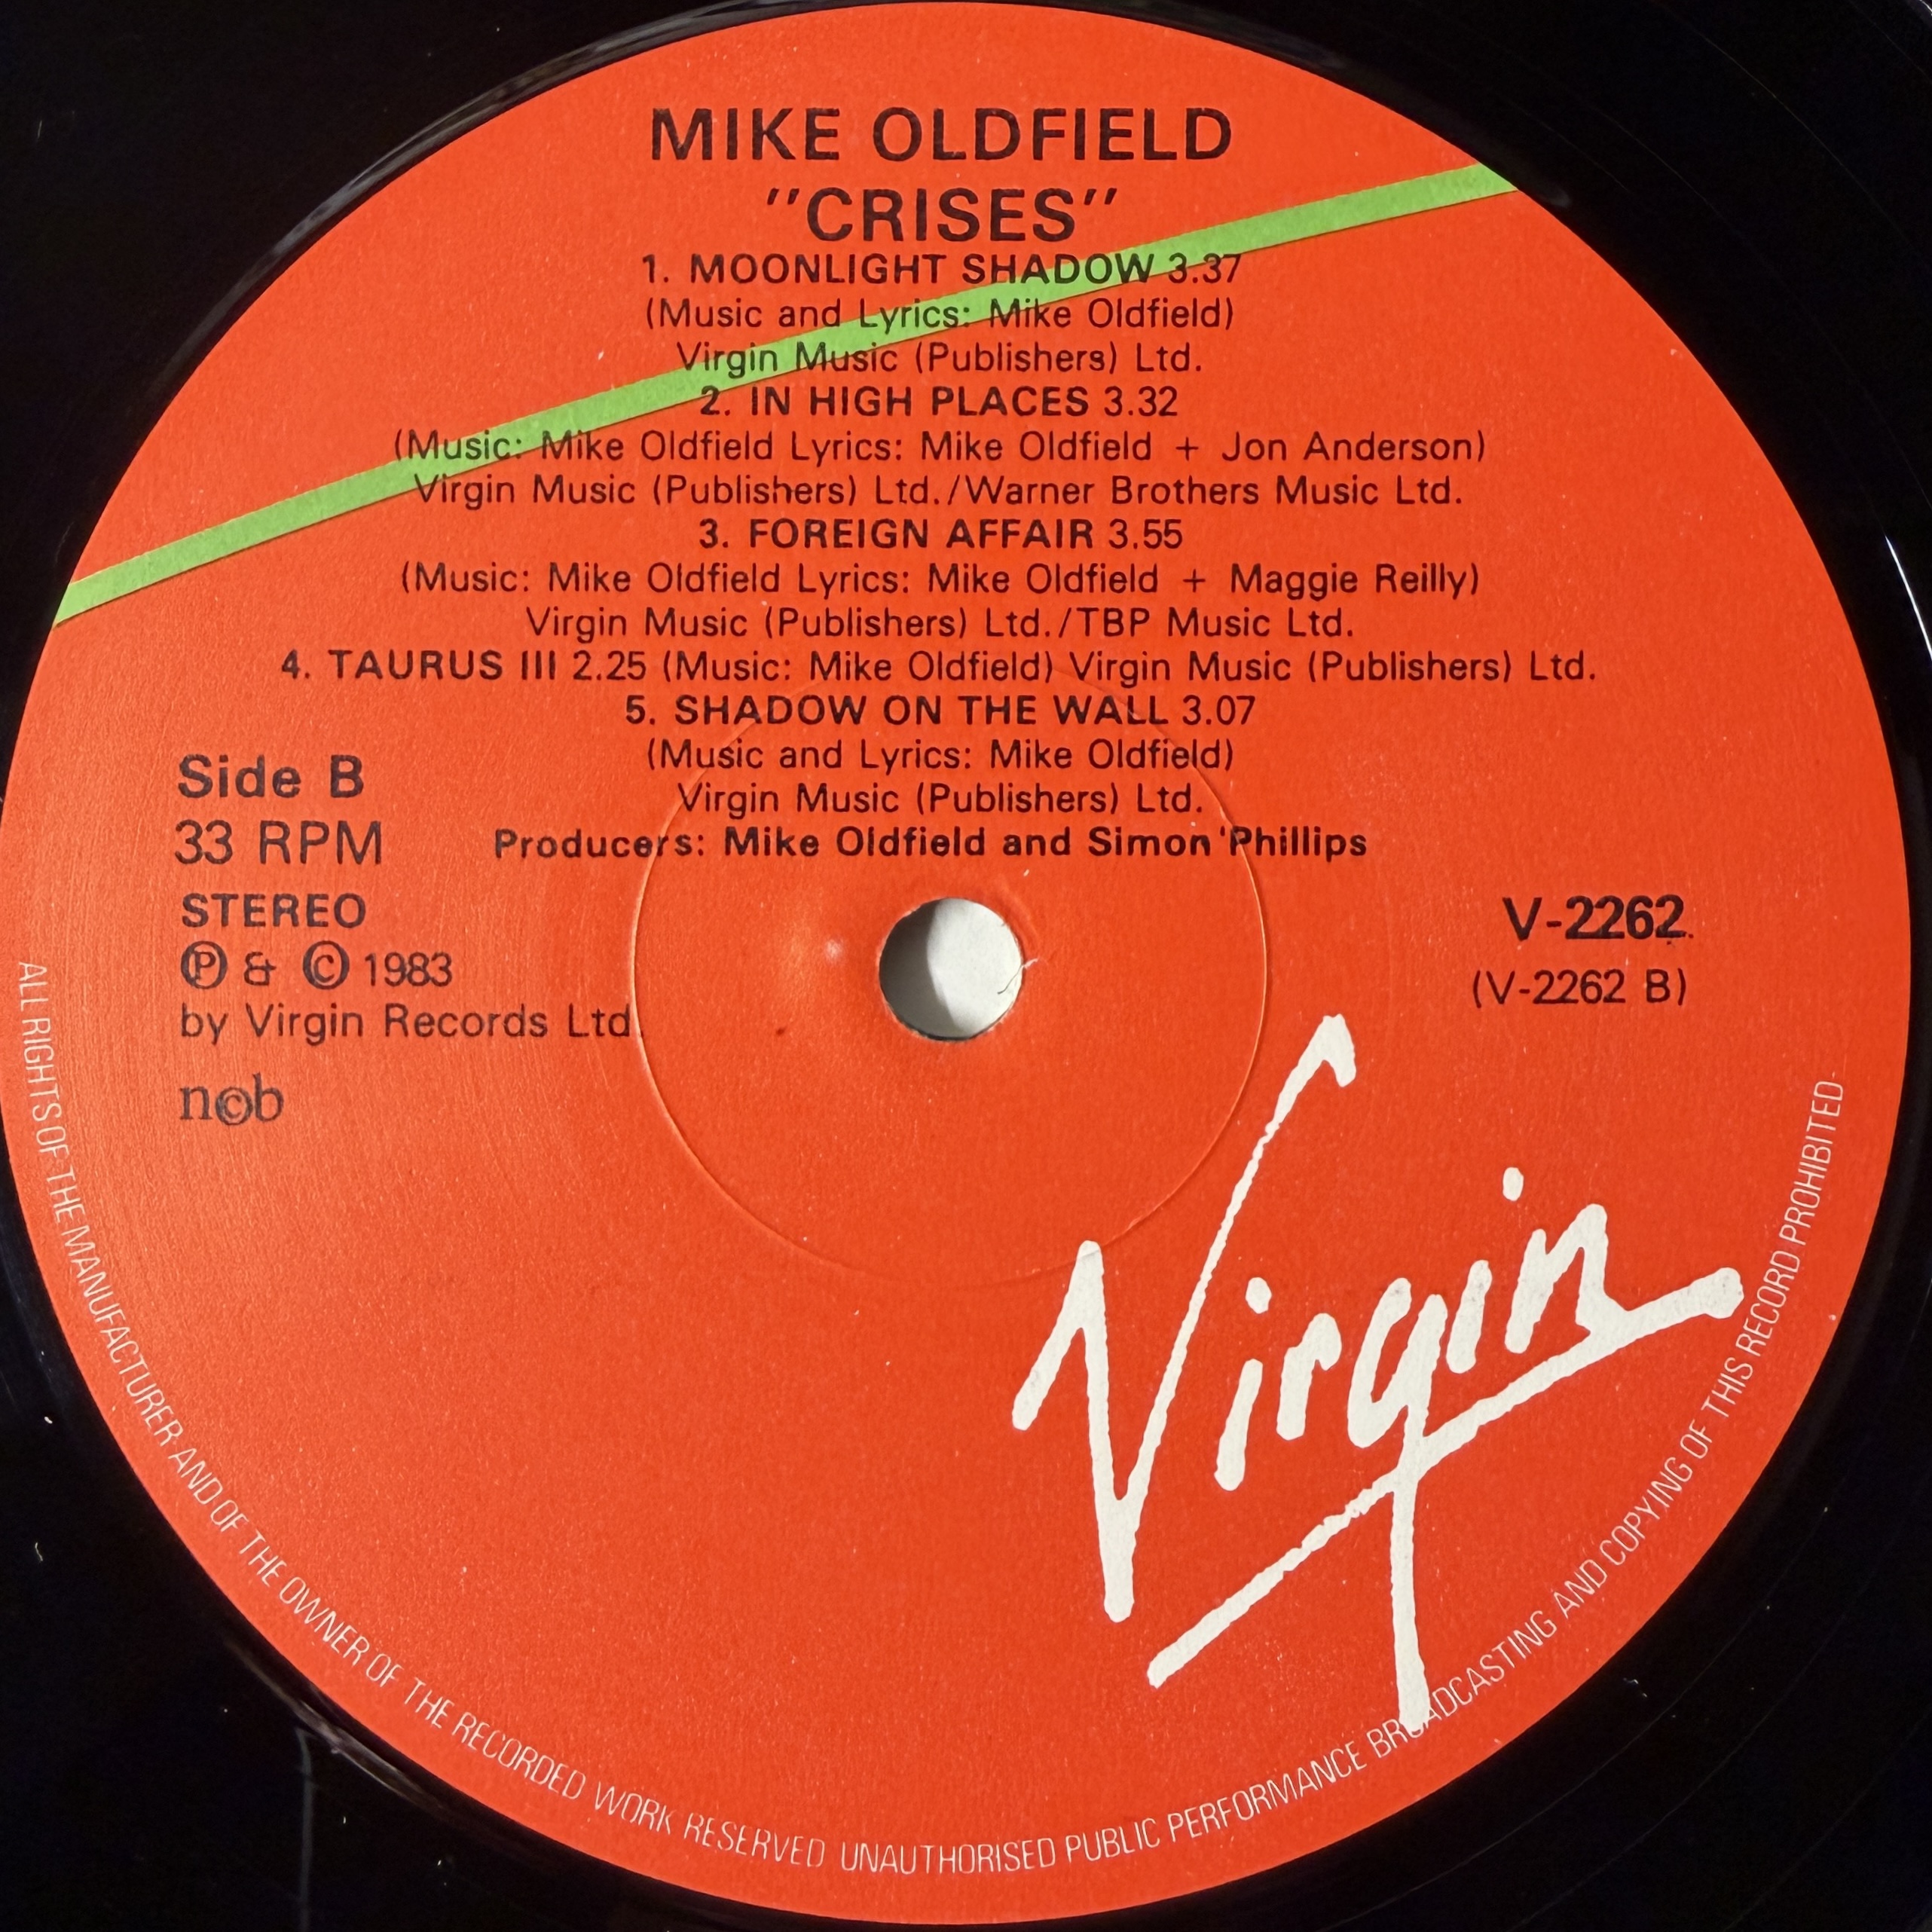 MIKE OLDFIELD
"CRISES"
1. MOONLIGHT SHADOW 3.37
(Music and Lyrics: Mike Oldfield)
Virgin Music (Publishers) Ltd.
2. IN HIGH PLACES 3.32
(Music: Mike Oldfield Lyrics: Mike Oldfield + Jon Anderson)
Virgin Music (Publishers) Ltd./Warner Brothers Music Ltd.
3. FOREIGN AFFAIR 3.55
(Music: Mike Oldfield Lyrics: Mike Oldfield + Maggie Reilly)
Virgin Music (Publishers) Ltd./TBP Music Ltd.
4. TAURUS III 2.25 (Music: Mike Oldfield) Virgin Music (Publishers) Ltd.
5. SHADOW ON THE WALL 3.07
(Music and Lyrics: Mike Oldfield)
Virgin Music (Publishers) Ltd.
Producers: Mike Oldfield and Simon Phillips
Side B
33 RPM
STEREO
Ⓟ & © 1983
by Virgin Records Ltd.
n©b
V-2262
(V-2262 B)
Virgin
ALL RIGHTS OF THE MANUFACTURER AND OF THE OWNER OF THE RECORDED WORK RESERVED UNAUTHORISED PUBLIC PERFORMANCE BROADCASTING AND COPYING OF THIS RECORD PROHIBITED-